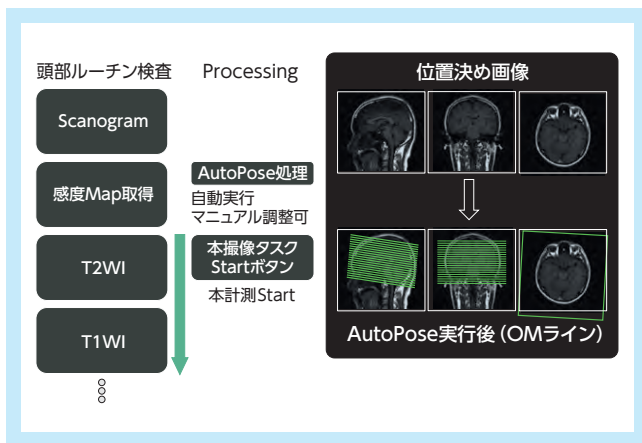 頭部ルーチン検査
Scanogram
感度Map取得
T2WI
T1WI
Processing
AutoPose処理
自動実行
マニュアル調整可
本撮像タスク
Startボタン
本計測Start
位置決め画像
AutoPose実行後（OMライン）